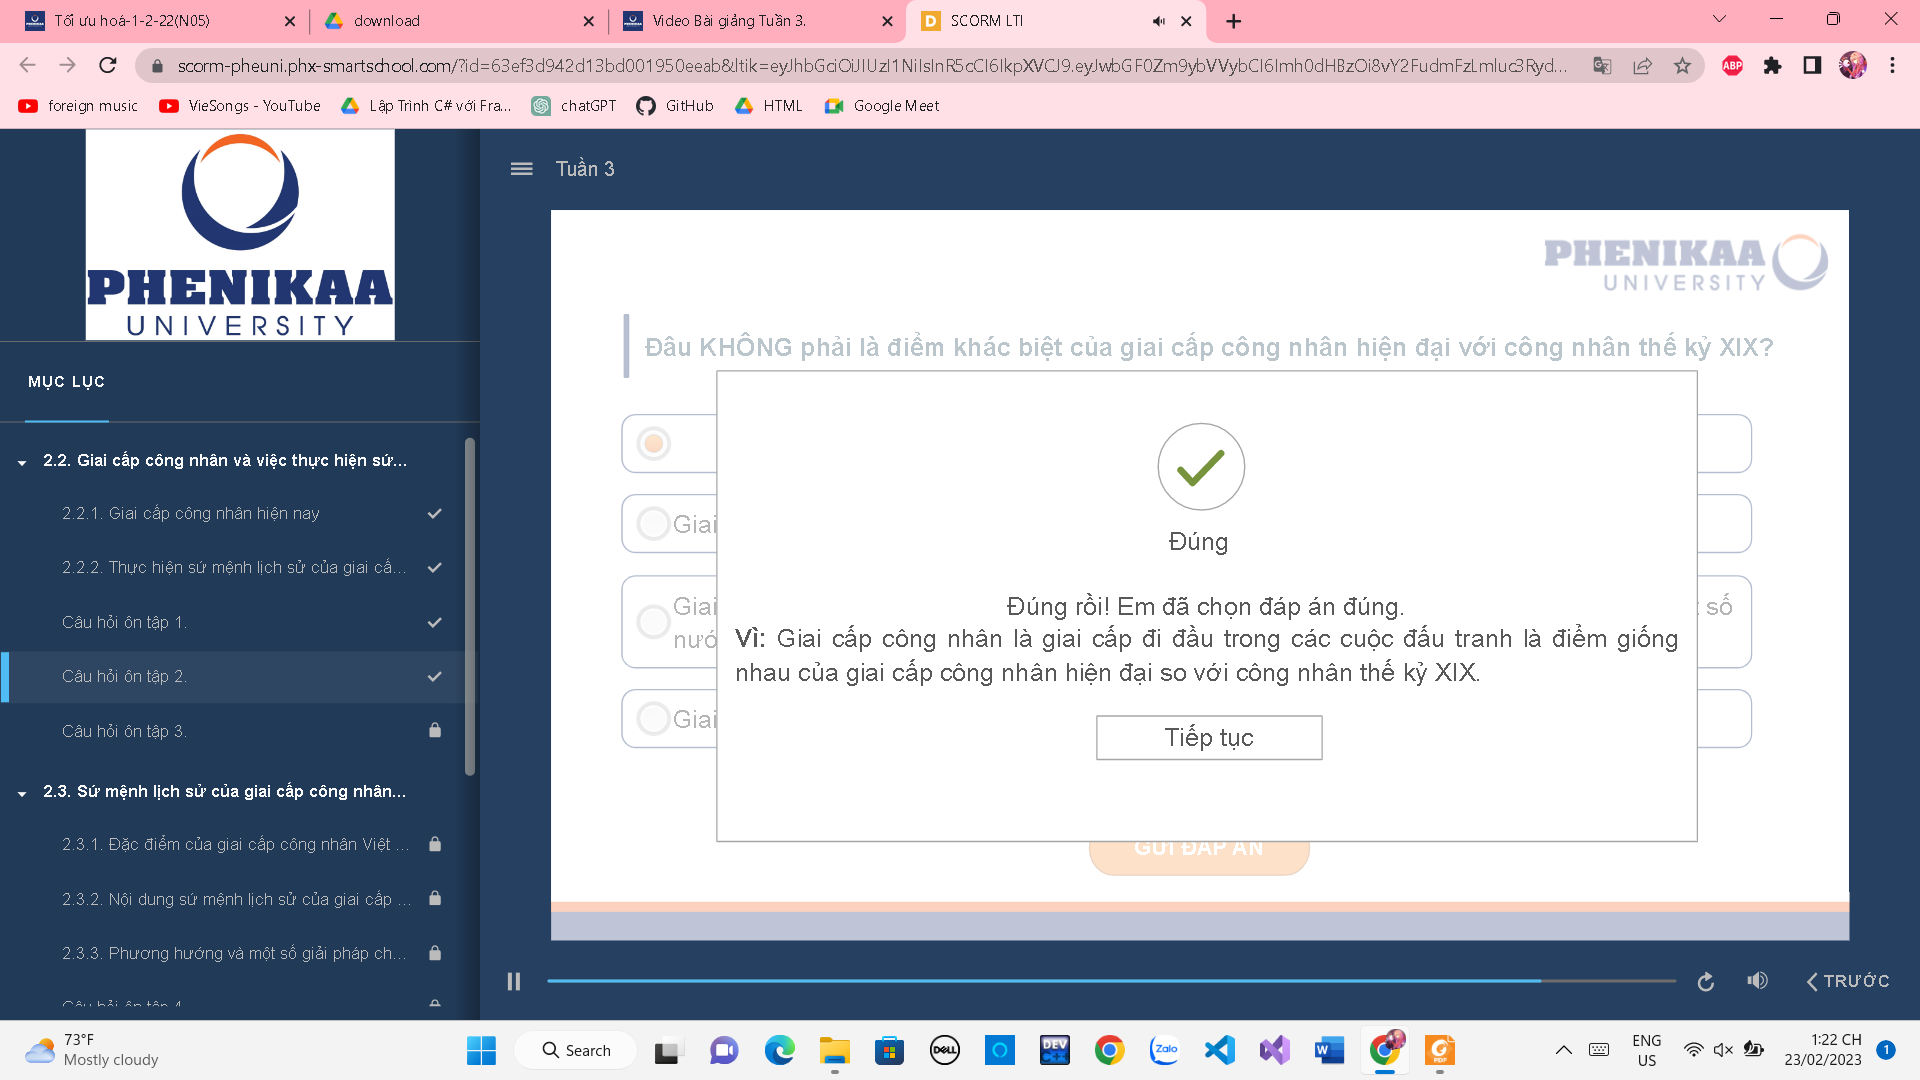 Tối ưu hoá-1-2-22(N05)
download
Video Bài giảng Tuần 3.
SCORM LTI
scorm-pheuni.phx-smartschool.com/?id=63ef3d942d13bd001950eeab&ltik=eyJhbGciOiJIUzI1NiIsInR5cCI6IkpXVCJ9.eyJwbGF0Zm9ybVVybCI6Imh0dHBzOi8vY2FudmFzLmluc3Ryd...
ABP
foreign music
VieSongs - YouTube
Lập Trình C# với Fra...
chatGPT
GitHub
HTML
Google Meet
PHENIKAA
UNIVERSITY
MỤC LỤC
2.2. Giai cấp công nhân và việc thực hiện sứ...
2.2.1. Giai cấp công nhân hiện nay
2.2.2. Thực hiện sứ mệnh lịch sử của giai cấ...
Câu hỏi ôn tập 1.
Câu hỏi ôn tập 2.
Câu hỏi ôn tập 3.
2.3. Sứ mệnh lịch sử của giai cấp công nhân...
2.3.1. Đặc điểm của giai cấp công nhân Việt ...
2.3.2. Nội dung sứ mệnh lịch sử của giai cấp ...
2.3.3. Phương hướng và một số giải pháp ch...
Câu hỏi ôn tập 4
Tuần 3
PHENIKAA
UNIVERSITY
Đâu KHÔNG phải là điểm khác biệt của giai cấp công nhân hiện đại với công nhân thế kỷ XIX?
Giai
Giai
số
nướ
Giai
Đúng
Đúng rồi! Em đã chọn đáp án đúng.
Vì: Giai cấp công nhân là giai cấp đi đầu trong các cuộc đấu tranh là điểm giống
nhau của giai cấp công nhân hiện đại so với công nhân thế kỷ XIX.
Tiếp tục
GỬI ĐÁP ÁN
TRƯỚC
73°F
Mostly cloudy
Search
DELL
DEV
C++
Zalo
W
PDF
ENG
US
1:22 CH
23/02/2023
1